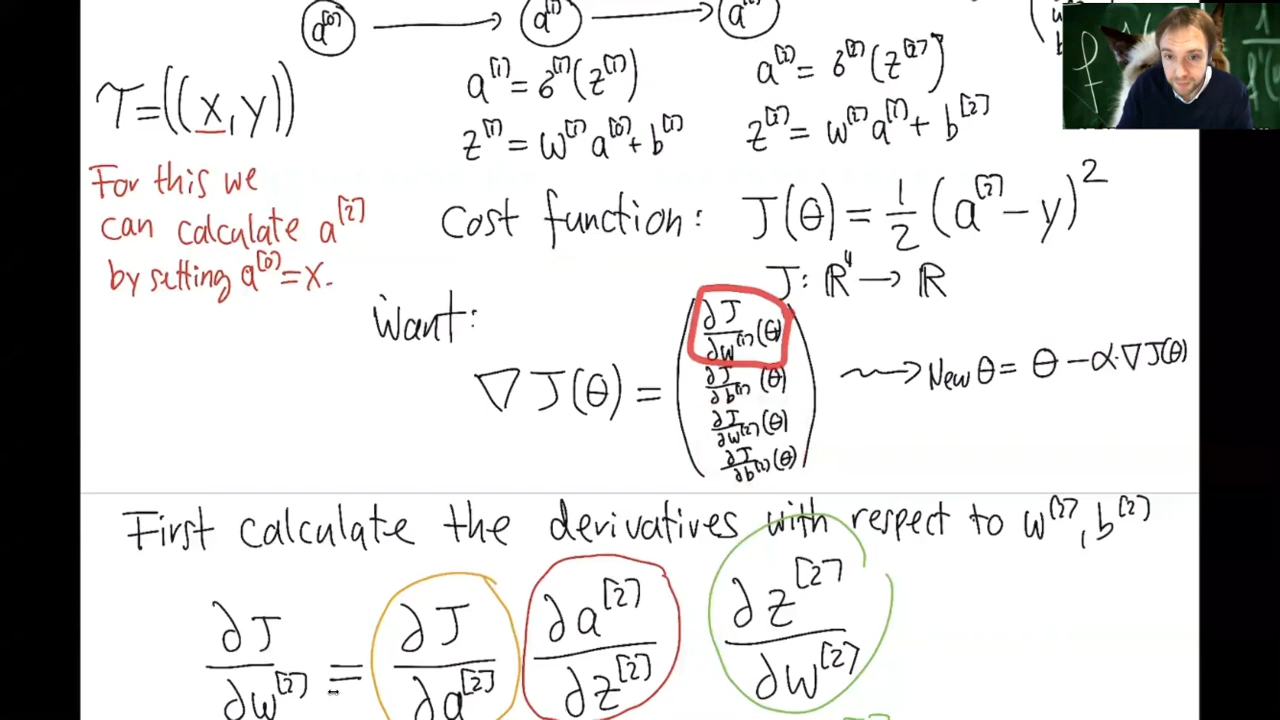 a^[0] → a^[1] → a^[2]
a^[1] = σ^[1](z^[1])
a^[2] = σ^[2](z^[2])
T = ((x, y))
z^[1] = w^[1] a^[0] + b^[1]
z^[2] = w^[2] a^[1] + b^[2]
For this we
can calculate a^[2]
by setting a^[0] = x.
Cost function: J(θ) = 1/2 (a^[2] − y)^2
J: ℝ^4 → ℝ
Want:
∇J(θ) = ( ∂J/∂w^[1] (θ)
∂J/∂b^[1] (θ)
∂J/∂w^[2] (θ)
∂J/∂b^[2] (θ) )
⇝ New θ = θ − α·∇J(θ)
First calculate the derivatives with respect to w^[2], b^[2]
∂J/∂w^[2] = ∂J/∂a^[2] ∂a^[2]/∂z^[2] ∂z^[2]/∂w^[2]